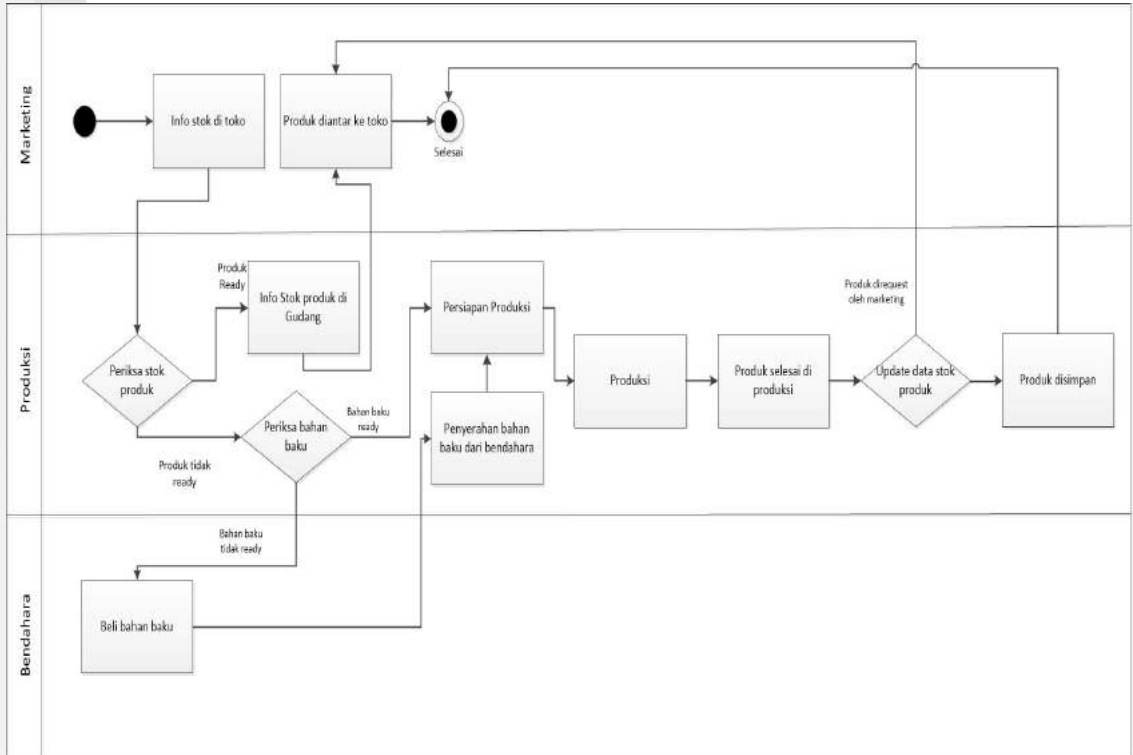 Marketing
Info stok di toko
Produk diantar ke toko
Selesai
Produksi
Produk
Ready
Info Stok produk di
Gudang
Periksa stok
produk
Produk tidak
ready
Periksa bahan
baku
Bahan baku
ready
Persiapan Produksi
Penyerahan bahan
baku dari bendahara
Produksi
Produk selesai di
produksi
Produk direquest
oleh marketing
Update data stok
produk
Produk disimpan
Bendahara
Bahan baku
tidak ready
Beli bahan baku